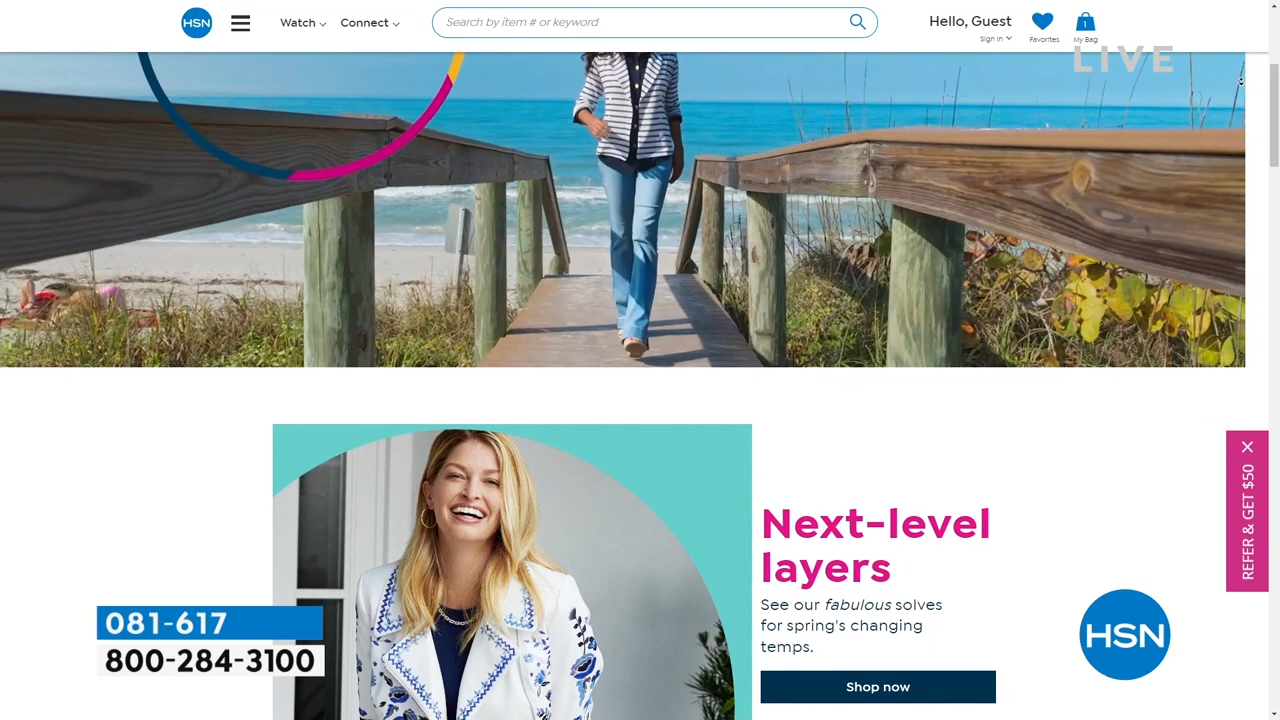 HSN
Watch
Connect
Search by item # or keyword
Hello, Guest
Sign In
Favorites
1
My Bag
LIVE
REFER & GET $50
Next-level
layers
See our fabulous solves
for spring's changing
temps.
Shop now
081-617
800-284-3100
HSN